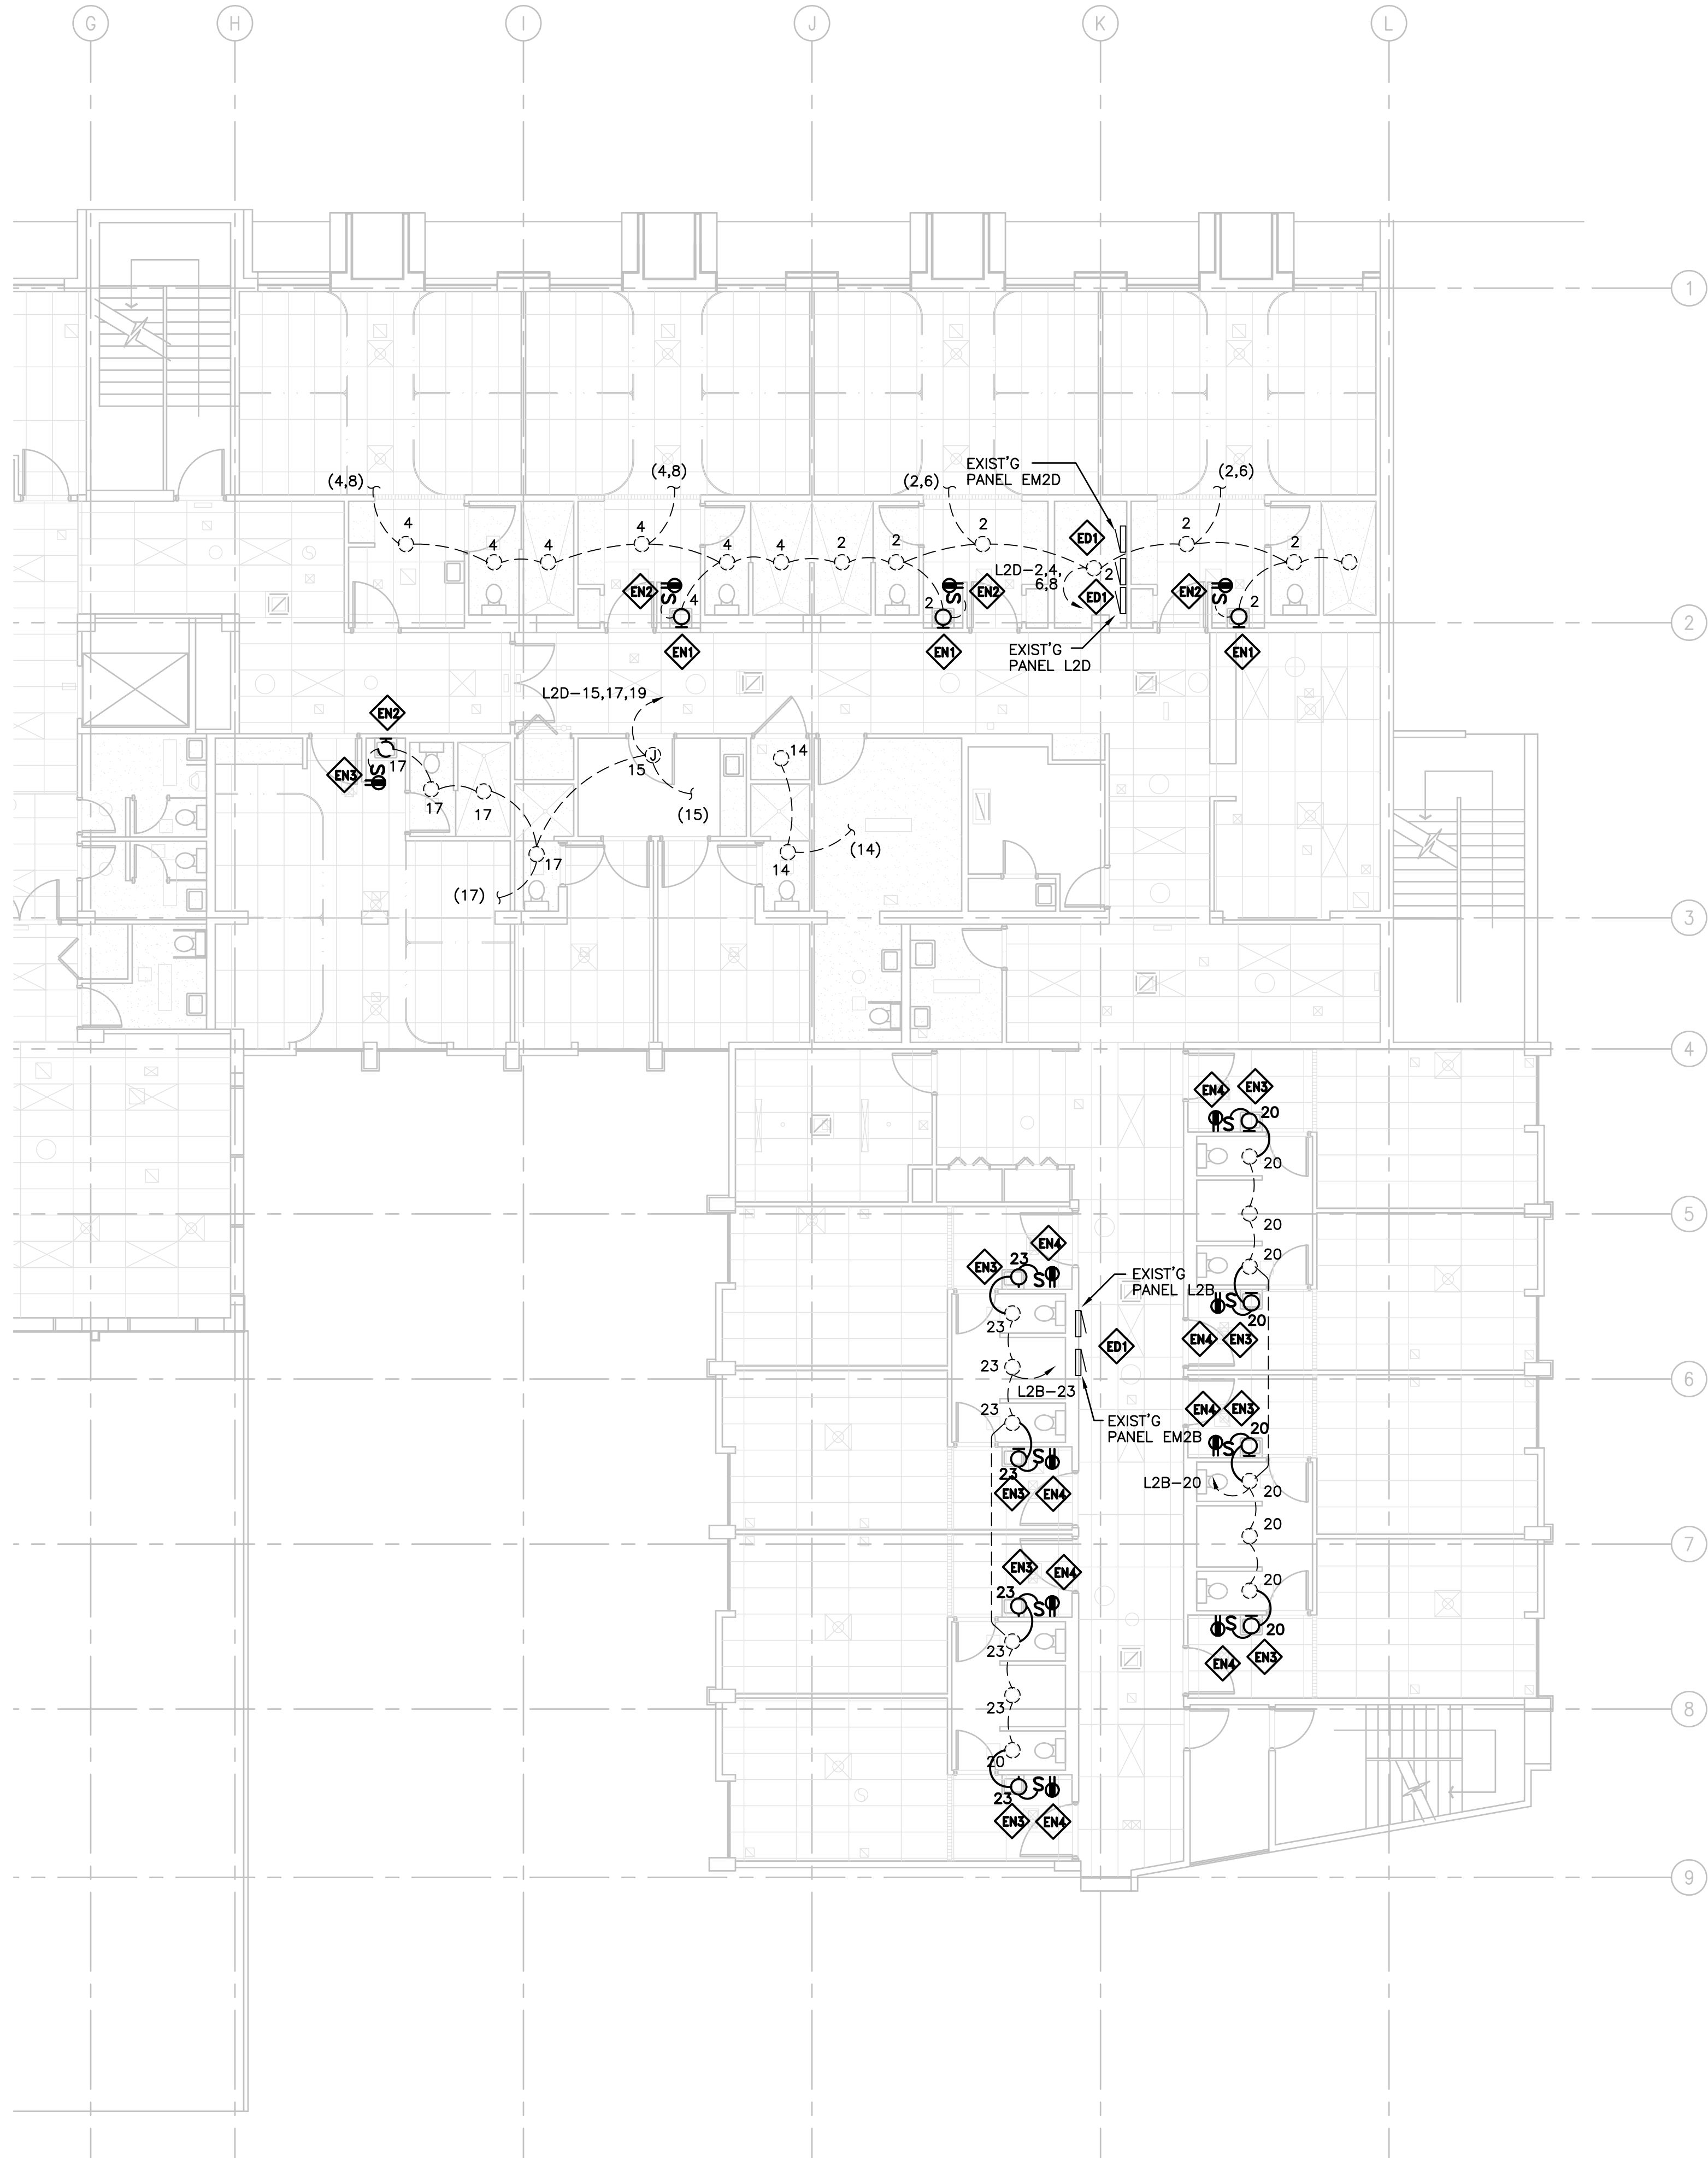 G
H
I
J
K
L
1
EXIST'G
PANEL EM2D
(4,8)
(4,8)
(2,6)
(2,6)
4
4
4
4
4
4
2
2
2
2
2
2
ED1
L2D-2,4,
6,8
ED1
EN2
S
4
EN1
S
EN2
2
EN1
EN2
S
2
EN1
2
EXIST'G
PANEL L2D
L2D-15,17,19
EN2
EN3
17
S
17
17
17
(17)
J
15
(15)
14
14
(14)
3
4
EN4
EN3
S
20
20
20
20
5
EN4
EN3
23
S
23
23
23
EXIST'G
PANEL L2B
ED1
L2B-23
S
20
EN4
EN3
6
EN4
EN3
20
S
EXIST'G
PANEL EM2B
S
23
EN3
EN4
L2B-20
20
20
20
7
EN3
EN4
23
S
23
23
20
S
20
EN4
EN3
8
S
23
EN3
EN4
9